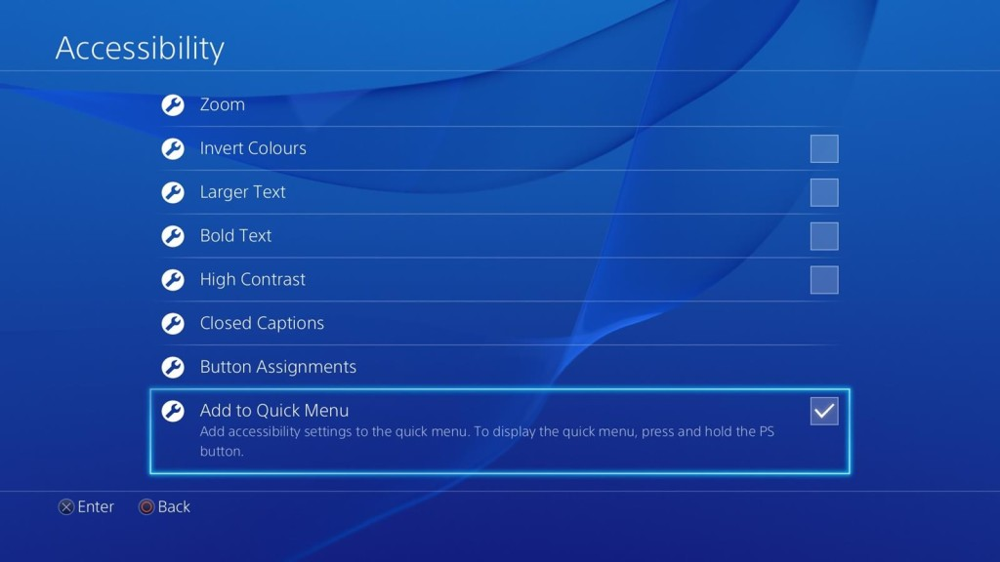 Accessibility
Zoom
Invert Colours
Larger Text
Bold Text
High Contrast
Closed Captions
Button Assignments
Add to Quick Menu
Add accessibility settings to the quick menu. To display the quick menu, press and hold the PS
button.
Enter Back